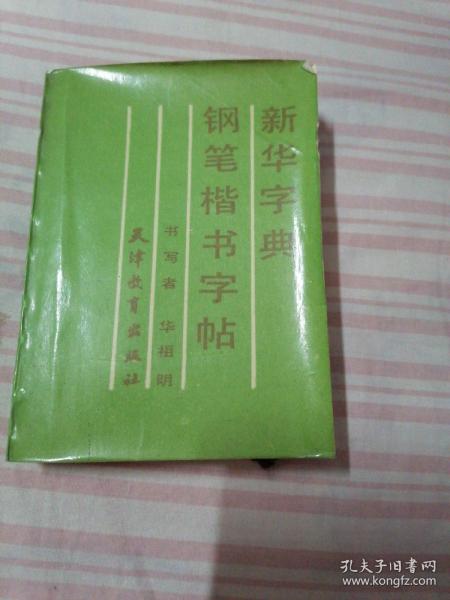 新华字典
钢笔楷书字帖
书写者 华祖明
天津教育出版社
孔夫子旧书网
www.kongfz.com